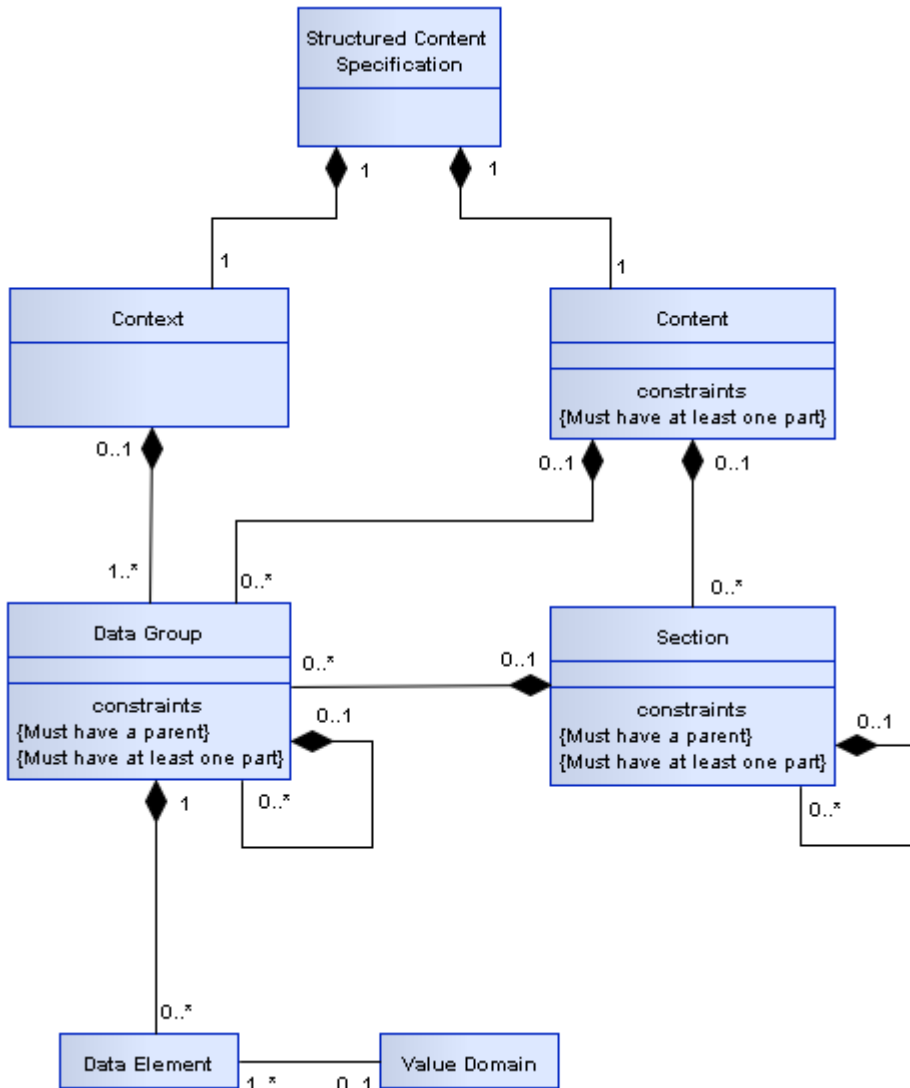 Structured Content
Specification
1
1
1
1
Context
Content
constraints
{Must have at least one part}
0..1
0..1
0..1
1..*
0..*
0..*
Data Group
Section
0..*
0..1
constraints
{Must have a parent}
{Must have at least one part}
0..1
constraints
{Must have a parent}
{Must have at least one part}
0..1
1
0..*
0..*
0..*
Data Element
Value Domain
1..*
0..1